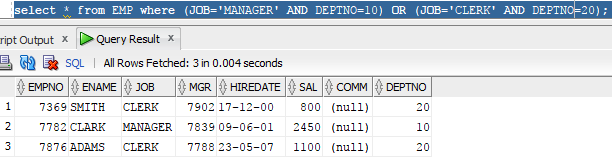 select * from EMP where (JOB='MANAGER' AND DEPTNO=10) OR (JOB='CLERK' AND DEPTNO=20);
ript Output x Query Result x
SQL | All Rows Fetched: 3 in 0.004 seconds
EMPNO ENAME JOB MGR HIREDATE SAL COMM DEPTNO
1 7369 SMITH CLERK 7902 17-12-00 800 (null) 20
2 7782 CLARK MANAGER 7839 09-06-01 2450 (null) 10
3 7876 ADAMS CLERK 7788 23-05-07 1100 (null) 20